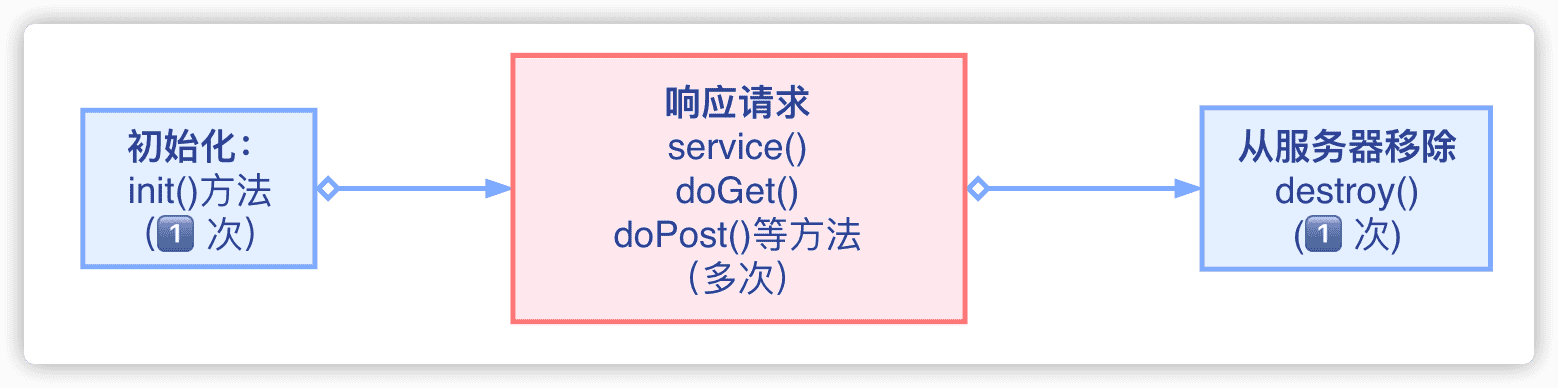 初始化：
init()方法
（1️⃣ 次）
响应请求
service()
doGet()
doPost()等方法
（多次）
从服务器移除
destroy()
(1️⃣ 次)